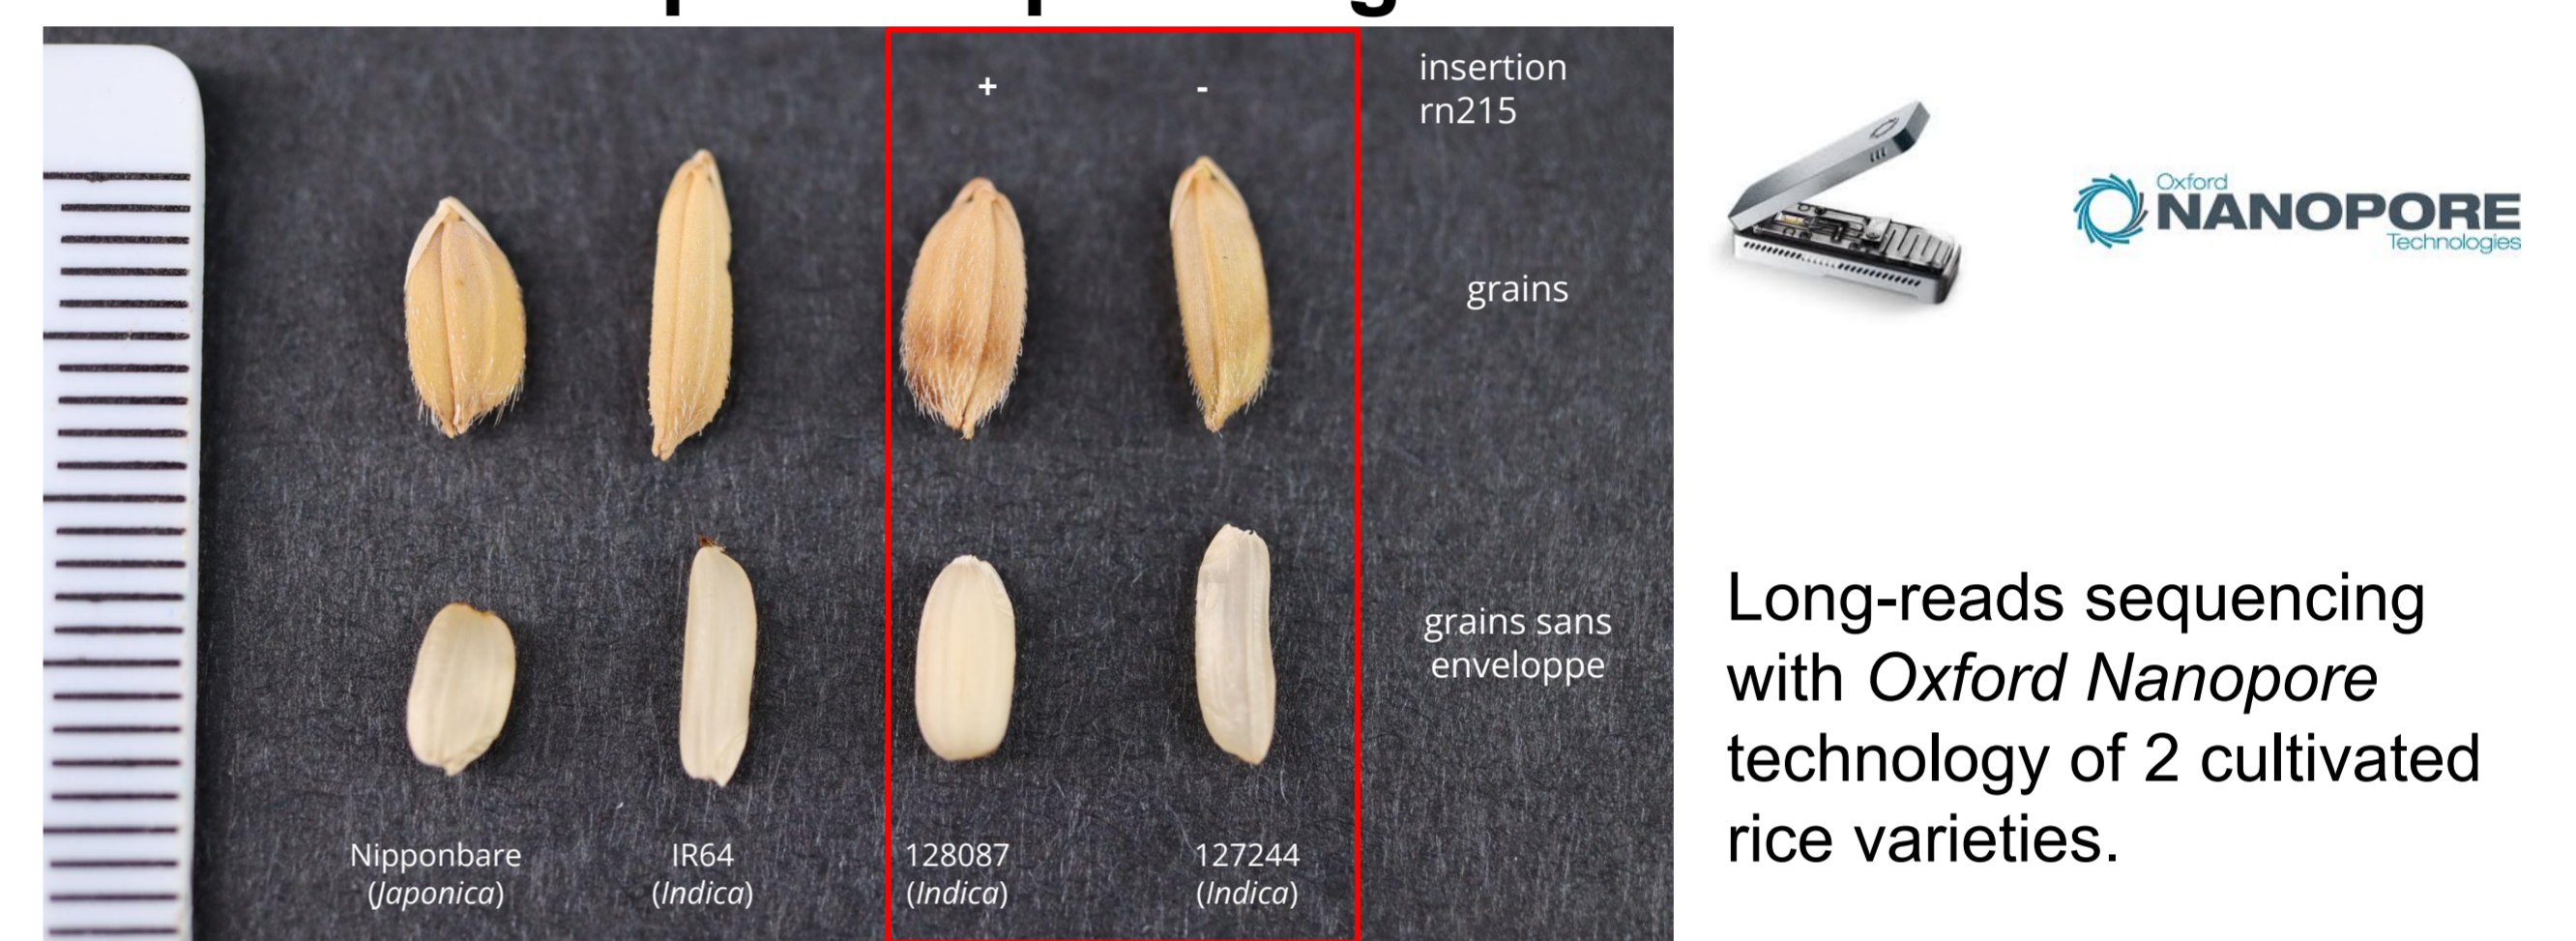 +
-
insertion
rn215
grains
grains sans
enveloppe
Nipponbare
(Japonica)
IR64
(Indica)
128087
(Indica)
127244
(Indica)
Oxford
NANOPORE
Technologies
Long-reads sequencing
with Oxford Nanopore
technology of 2 cultivated
rice varieties.